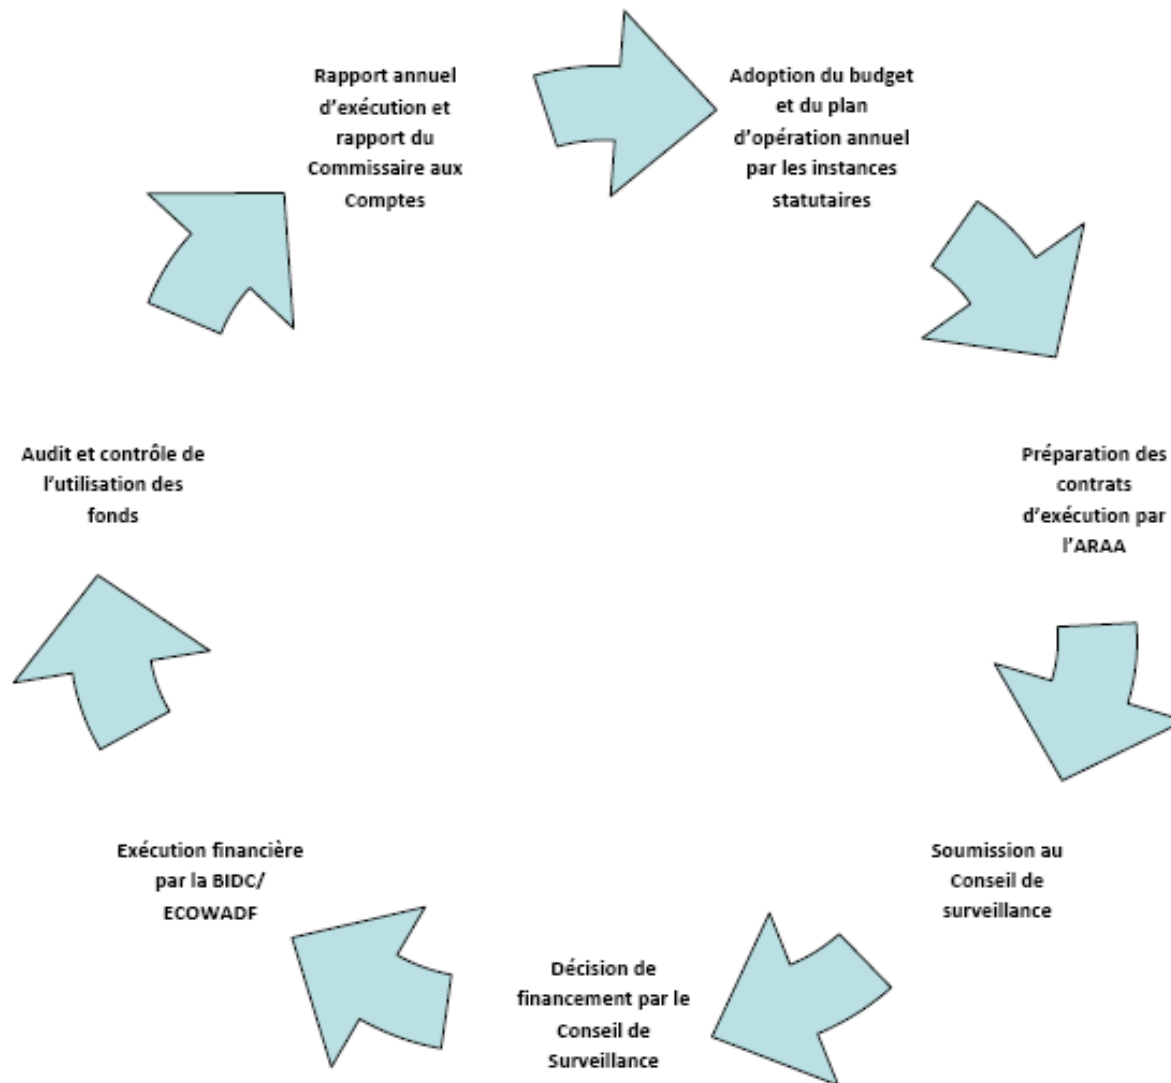 Rapport annuel
d'exécution et
rapport du
Commissaire aux
Comptes
Adoption du budget
et du plan
d'opération annuel
par les instances
statutaires
Préparation des
contrats
d'exécution par
l'ARAA
Soumission au
Conseil de
surveillance
Décision de
financement par le
Conseil de
Surveillance
Exécution financière
par la BIDC/
ECOWADF
Audit et contrôle de
l'utilisation des
fonds